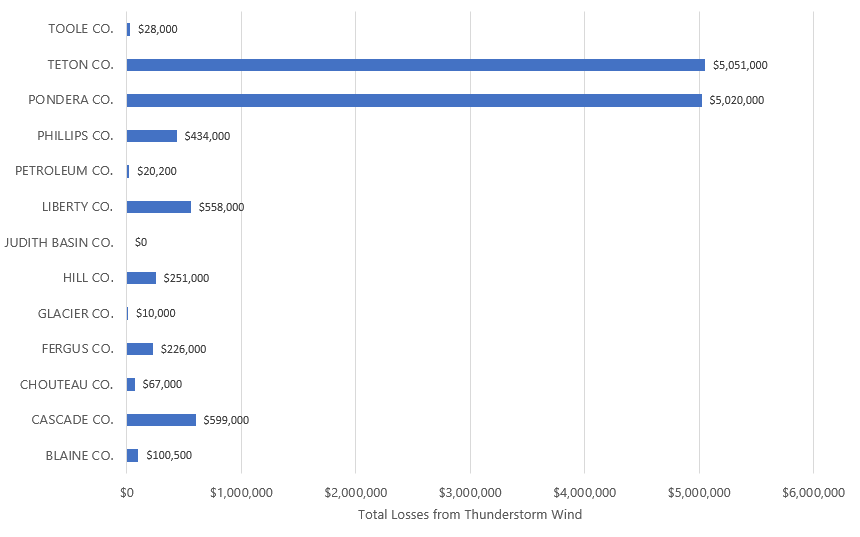 TOOLE CO. $28,000
TETON CO. $5,051,000
PONDERA CO. $5,020,000
PHILLIPS CO. $434,000
PETROLEUM CO. $20,200
LIBERTY CO. $558,000
JUDITH BASIN CO. $0
HILL CO. $251,000
GLACIER CO. $10,000
FERGUS CO. $226,000
CHOUTEAU CO. $67,000
CASCADE CO. $599,000
BLAINE CO. $100,500
$0 $1,000,000 $2,000,000 $3,000,000 $4,000,000 $5,000,000 $6,000,000
Total Losses from Thunderstorm Wind